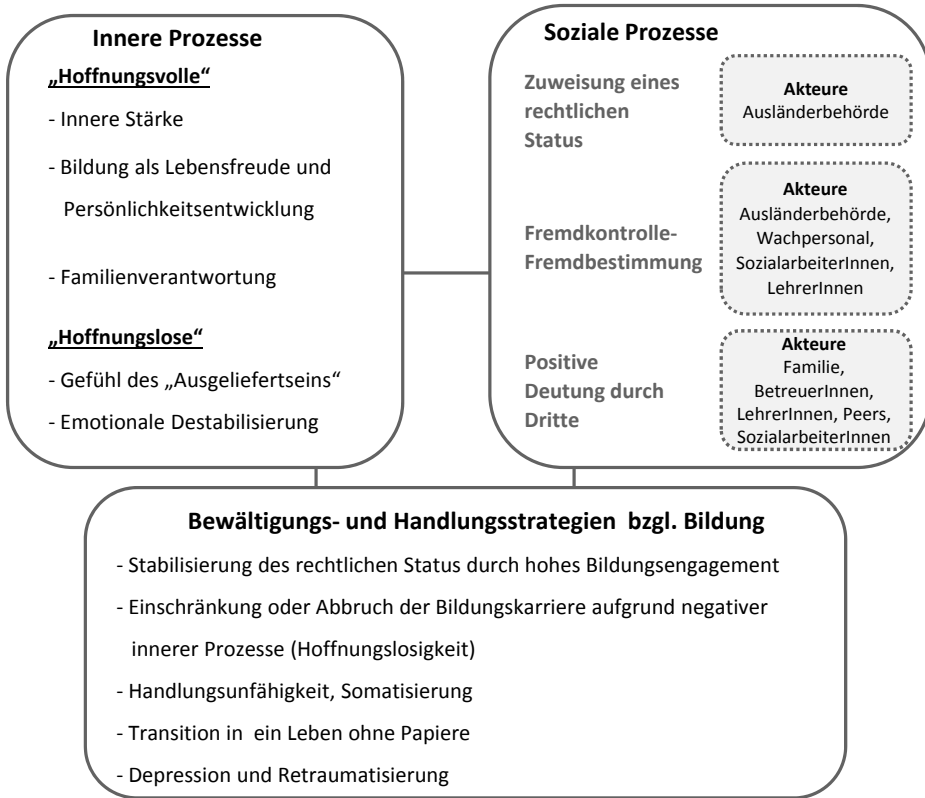 Innere Prozesse
„Hoffnungsvolle“
- Innere Stärke
- Bildung als Lebensfreude und
Persönlichkeitsentwicklung
- Familienverantwortung
„Hoffnungslose“
- Gefühl des „Ausgeliefertseins“
- Emotionale Destabilisierung
Soziale Prozesse
Zuweisung eines
rechtlichen
Status
Akteure
Ausländerbehörde
Fremdkontrolle-
Fremdbestimmung
Akteure
Ausländerbehörde,
Wachpersonal,
SozialarbeiterInnen,
LehrerInnen
Positive
Deutung durch
Dritte
Akteure
Familie,
BetreuerInnen,
LehrerInnen, Peers,
SozialarbeiterInnen
Bewältigungs- und Handlungsstrategien bzgl. Bildung
- Stabilisierung des rechtlichen Status durch hohes Bildungsengagement
- Einschränkung oder Abbruch der Bildungskarriere aufgrund negativer
innerer Prozesse (Hoffnungslosigkeit)
- Handlungsunfähigkeit, Somatisierung
- Transition in ein Leben ohne Papiere
- Depression und Retraumatisierung